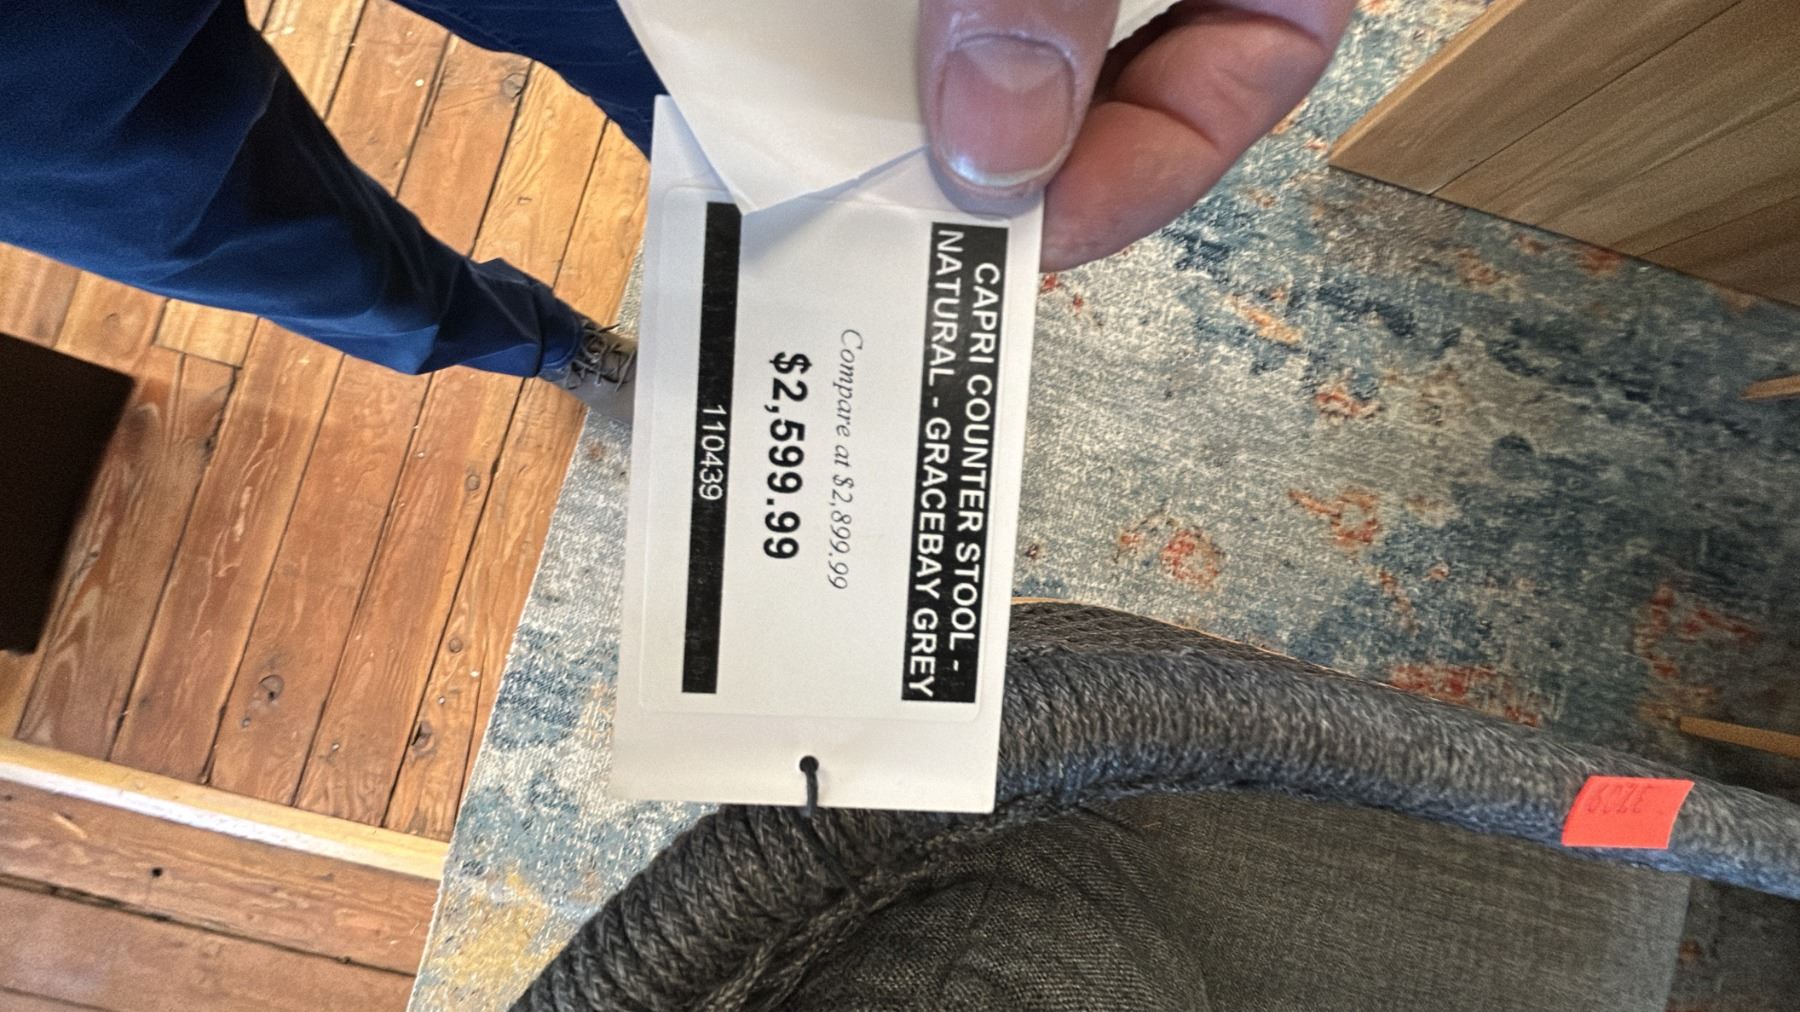 CAPRI COUNTER STOOL -
NATURAL - GRACEBAY GREY
Compare at $2,899.99
$2,599.99
110439